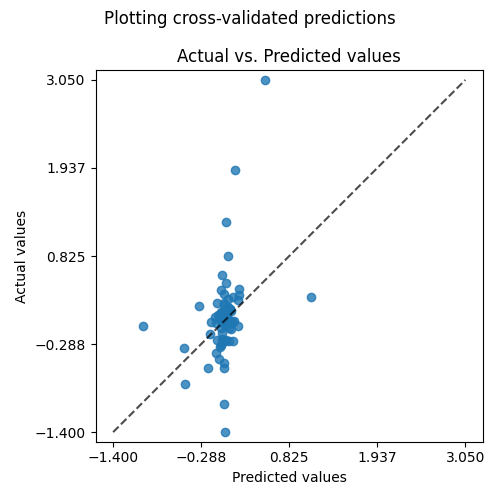 Plotting cross-validated predictions
Actual vs. Predicted values
3.050
1.937
0.825
−0.288
−1.400
Actual values
−1.400 −0.288 0.825 1.937 3.050
Predicted values